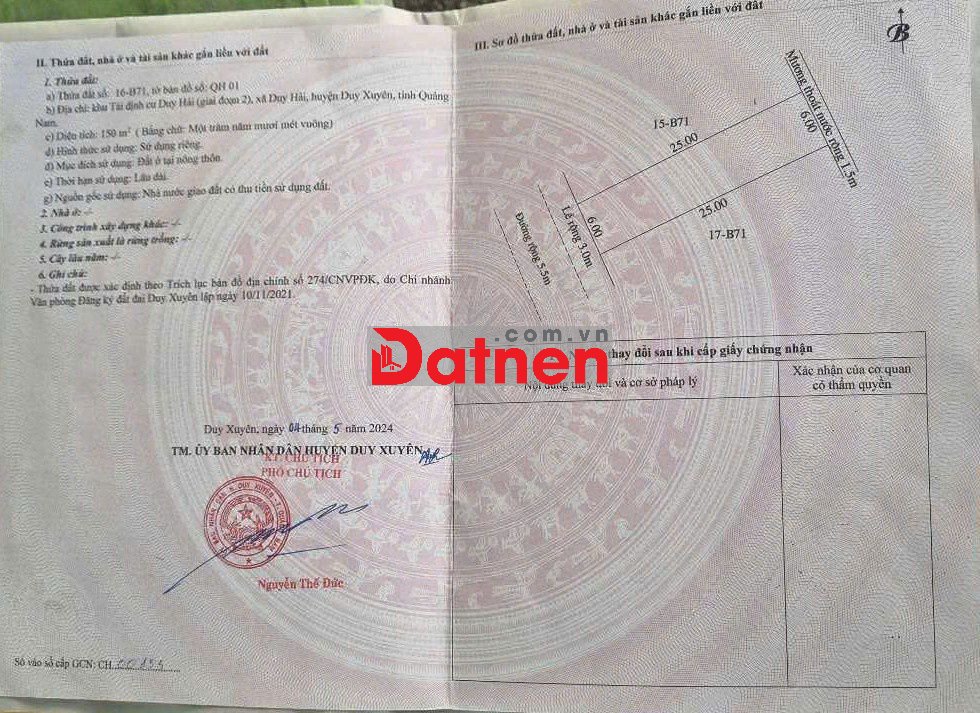 II. Thửa đất, nhà ở và tài sản khác gắn liền với đất
1. Thửa đất:
a) Thửa đất số: 16-B71, tờ bản đồ số: QH 01
b) Địa chỉ: khu Tái định cư Duy Hải (giai đoạn 2), xã Duy Hải, huyện Duy Xuyên, tỉnh Quảng
Nam.
c) Diện tích: 150 m² ( Bằng chữ: Một trăm năm mươi mét vuông)
d) Hình thức sử dụng: Sử dụng riêng.
đ) Mục đích sử dụng: Đất ở tại nông thôn.
e) Thời hạn sử dụng: Lâu dài.
g) Nguồn gốc sử dụng: Nhà nước giao đất có thu tiền sử dụng đất.
2. Nhà ở: -/-
3. Công trình xây dựng khác: -/-
4. Rừng sản xuất là rừng trồng: -/-
5. Cây lâu năm: -/-
6. Ghi chú:
- Thửa đất được xác định theo Trích lục bản đồ địa chính số 274/CNVPĐK, do Chi nhánh
Văn phòng Đăng ký đất đai Duy Xuyên lập ngày 10/11/2021.
Duy Xuyên, ngày 04 tháng 5 năm 2024
TM. ỦY BAN NHÂN DÂN HUYỆN DUY XUYÊN
KT. CHỦ TỊCH
PHÓ CHỦ TỊCH
Nguyễn Thế Đức
Số vào sổ cấp GCN: CH
III. Sơ đồ thửa đất, nhà ở và tài sản khác gắn liền với đất
B
15-B71
25.00
Mương thoát nước rộng 1.5m
6.00
6.00
Lề rộng 3.0m
Đường rộng 5.5m
25.00
17-B71
Datnen
.com.vn
thay đổi sau khi cấp giấy chứng nhận
Nội dung thay đổi và cơ sở pháp lý
Xác nhận của cơ quan
có thẩm quyền